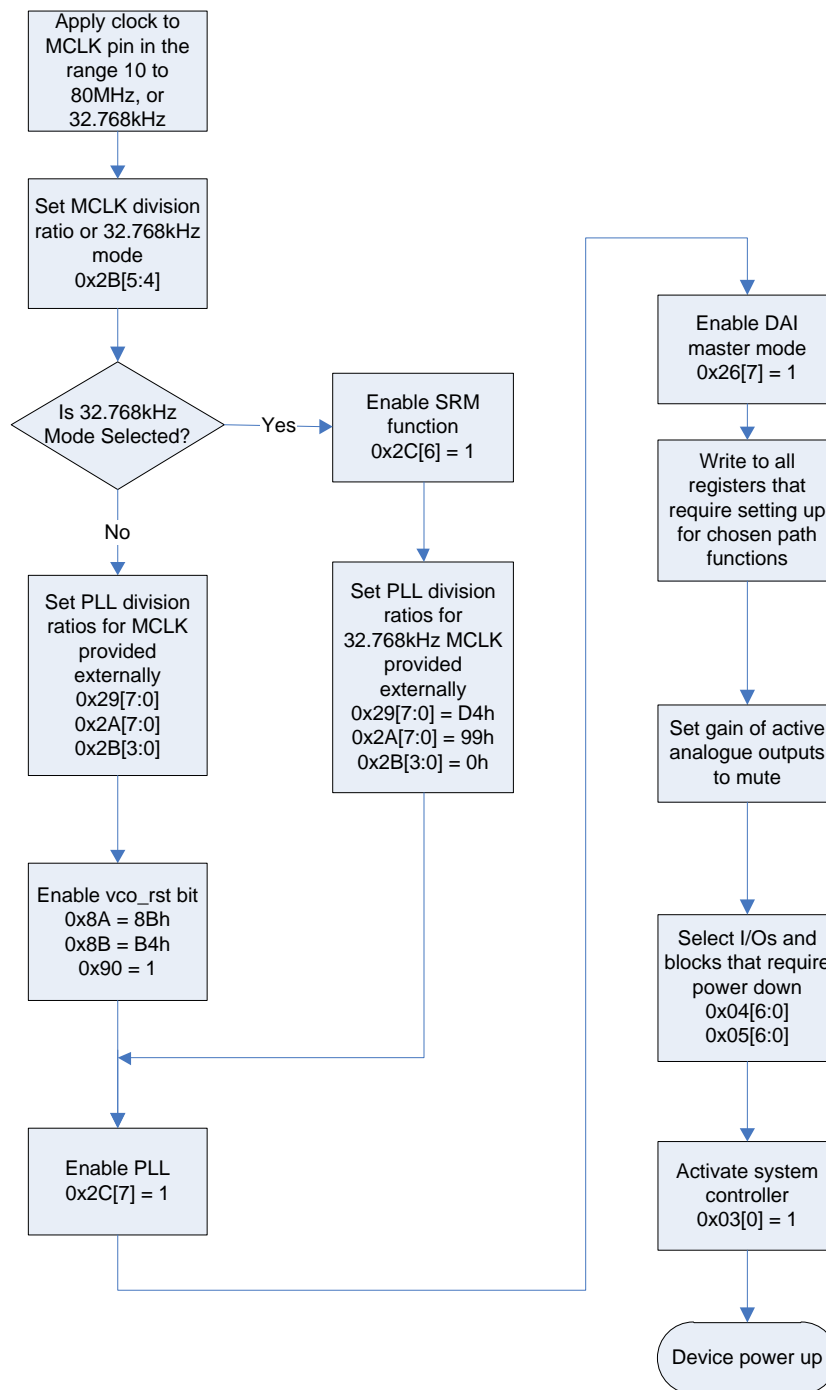 Apply clock to
MCLK pin in the
range 10 to
80MHz, or
32.768kHz
Set MCLK division
ratio or 32.768kHz
mode
0x2B[5:4]
Is 32.768kHz
Mode Selected?
Yes
Enable SRM
function
0x2C[6] = 1
No
Set PLL division
ratios for MCLK
provided
externally
0x29[7:0]
0x2A[7:0]
0x2B[3:0]
Set PLL division
ratios for
32.768kHz MCLK
provided
externally
0x29[7:0] = D4h
0x2A[7:0] = 99h
0x2B[3:0] = 0h
Enable vco_rst bit
0x8A = 8Bh
0x8B = B4h
0x90 = 1
Enable PLL
0x2C[7] = 1
Enable DAI
master mode
0x26[7] = 1
Write to all
registers that
require setting up
for chosen path
functions
Set gain of active
analogue outputs
to mute
Select I/Os and
blocks that require
power down
0x04[6:0]
0x05[6:0]
Activate system
controller
0x03[0] = 1
Device power up